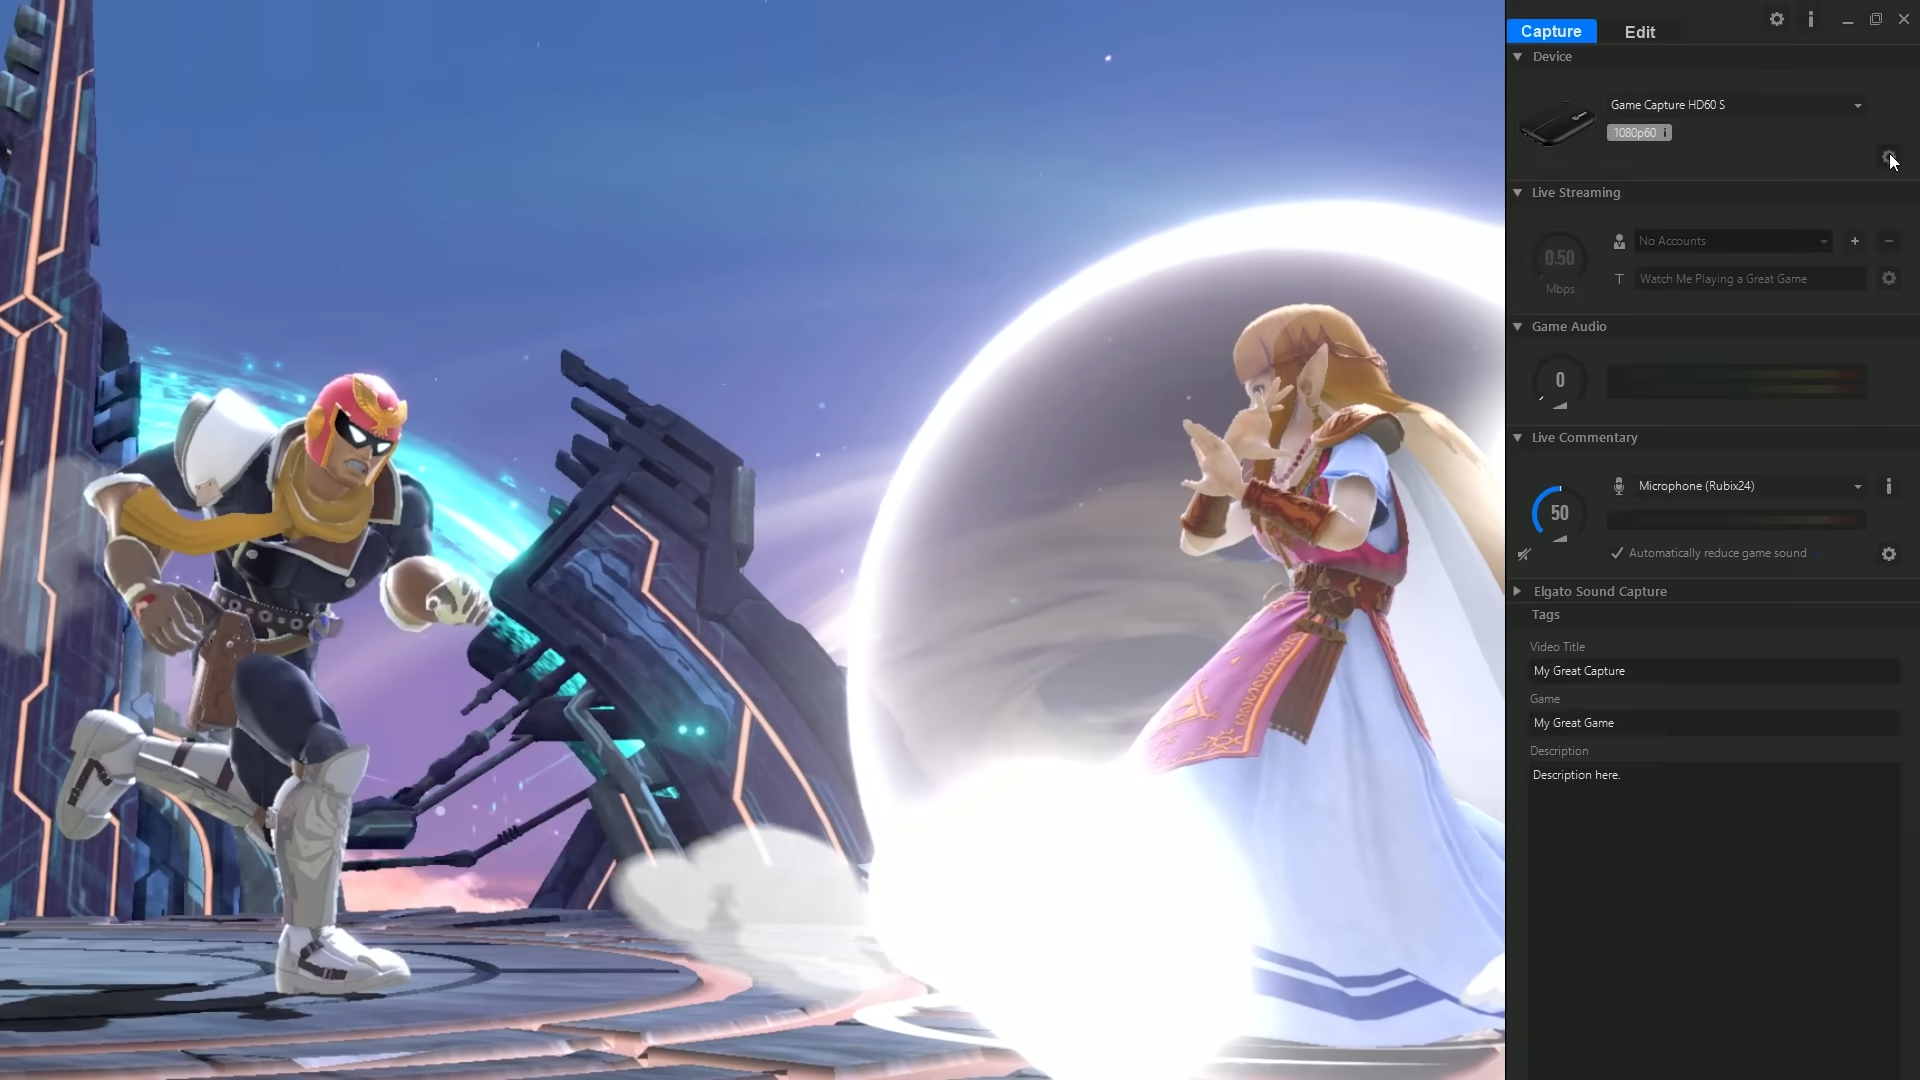 Capture Edit
Device
Game Capture HD60 S
1080p60 i
Live Streaming
0.50
Mbps
No Accounts
T Watch Me Playing a Great Game
Game Audio
0
Live Commentary
Microphone (Rubix24)
50
Automatically reduce game sound
Elgato Sound Capture
Tags
Video Title
My Great Capture
Game
My Great Game
Description
Description here.